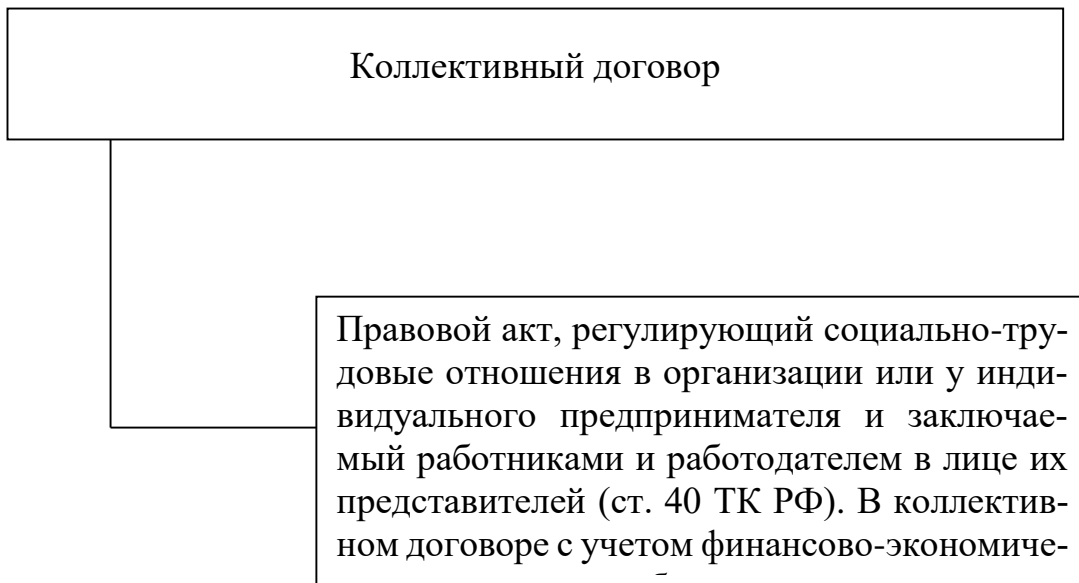 Коллективный договор
Правовой акт, регулирующий социально-тру-
довые отношения в организации или у инди-
видуального предпринимателя и заключае-
мый работниками и работодателем в лице их
представителей (ст. 40 ТК РФ). В коллектив-
ном договоре с учетом финансово-экономиче-